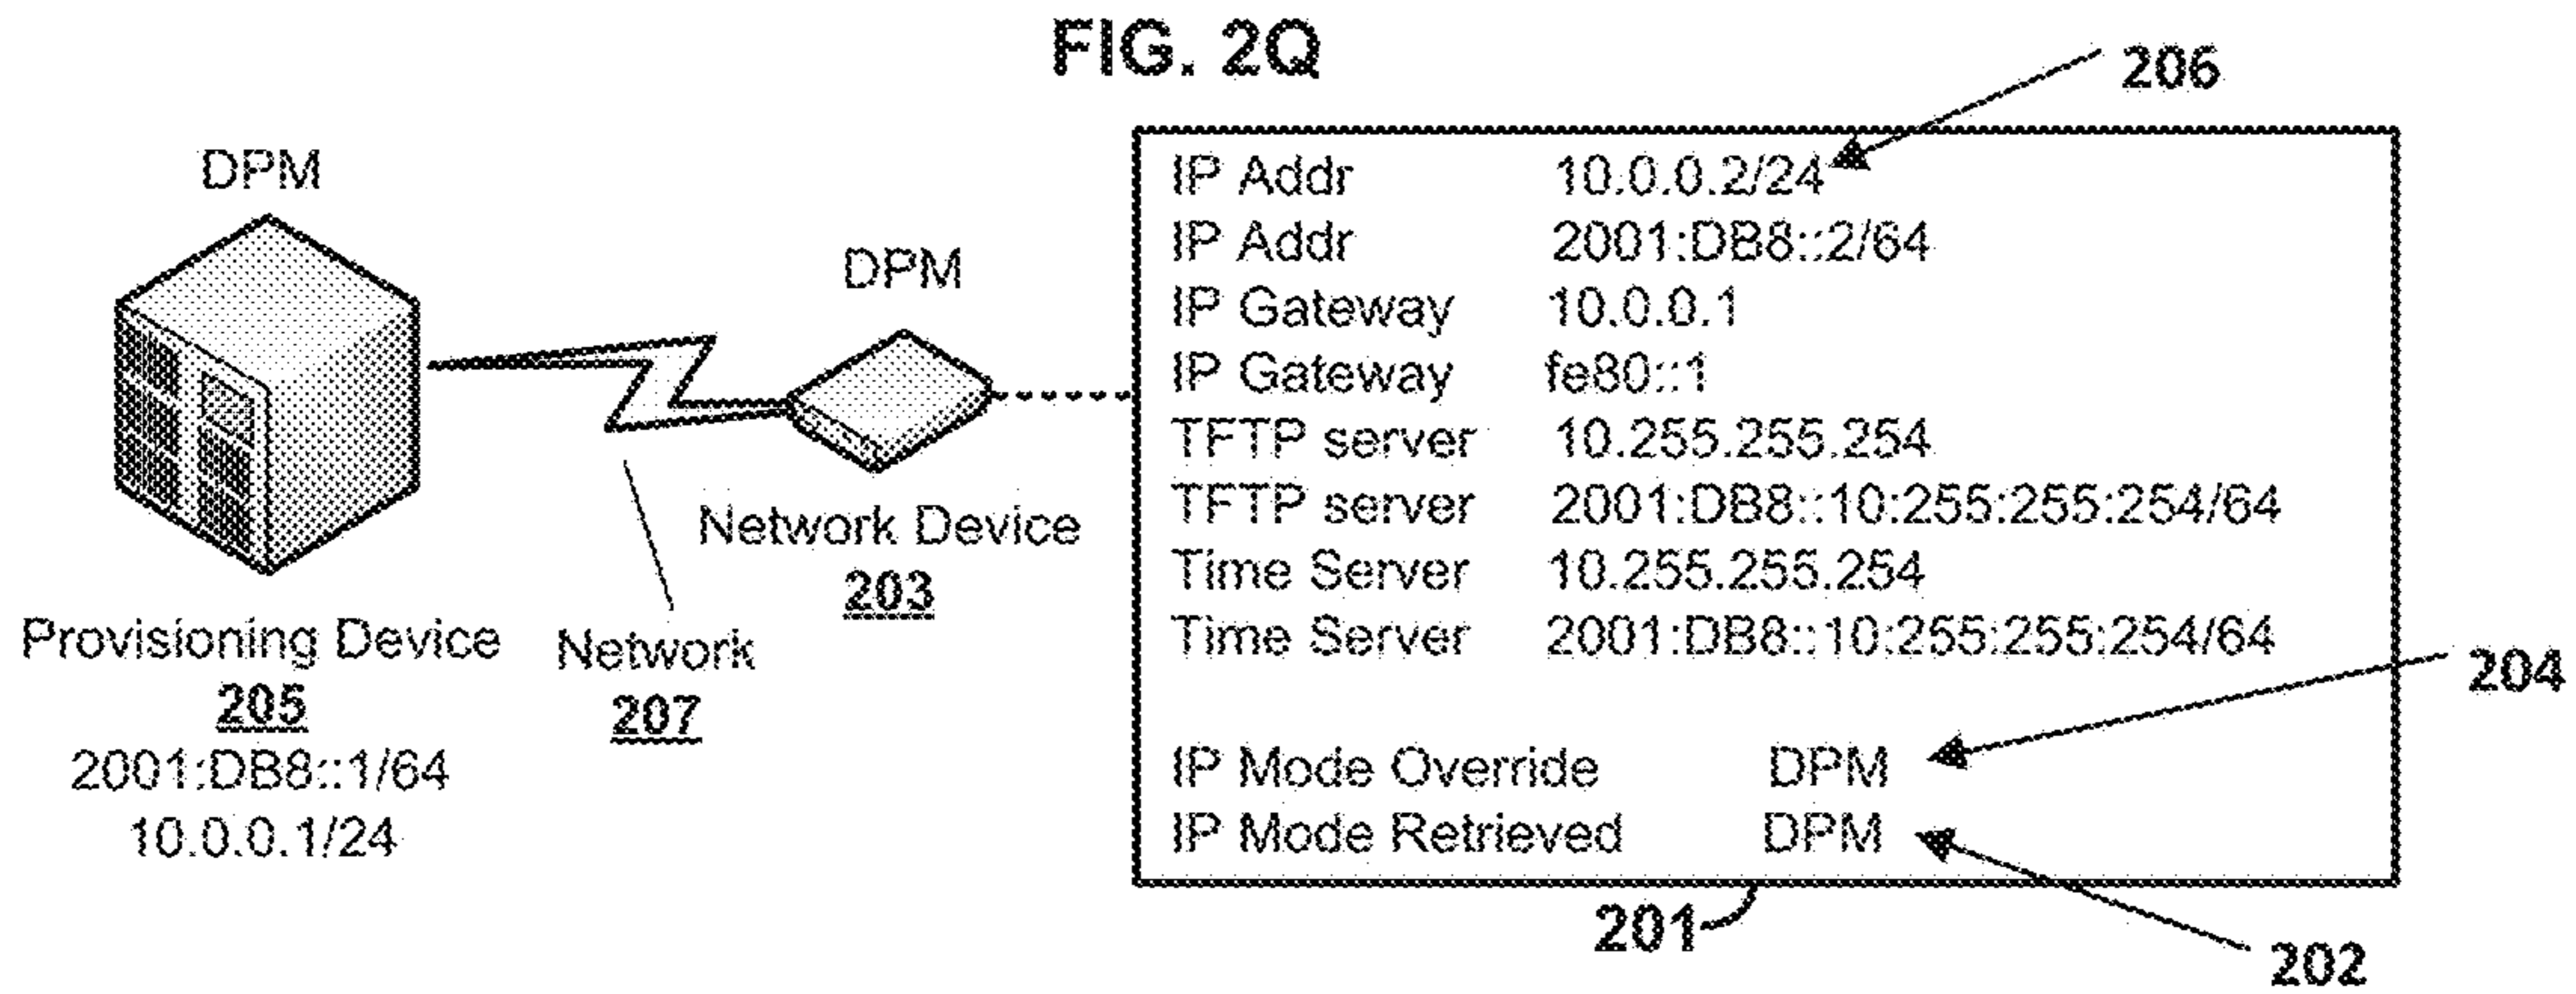 FIG. 2Q
206
DPM
DPM
IP Addr 10.0.0.2/24
IP Addr 2001:DB8::2/64
IP Gateway 10.0.0.1
IP Gateway fe80::1
TFTP server 10.255.255.254
TFTP server 2001:DB8::10:255:255:254/64
Time Server 10.255.255.254
Time Server 2001:DB8::10:255:255:254/64
IP Mode Override DPM
IP Mode Retrieved DPM
Network Device
203
Provisioning Device
205
2001:DB8::1/64
10.0.0.1/24
Network
207
204
201
202